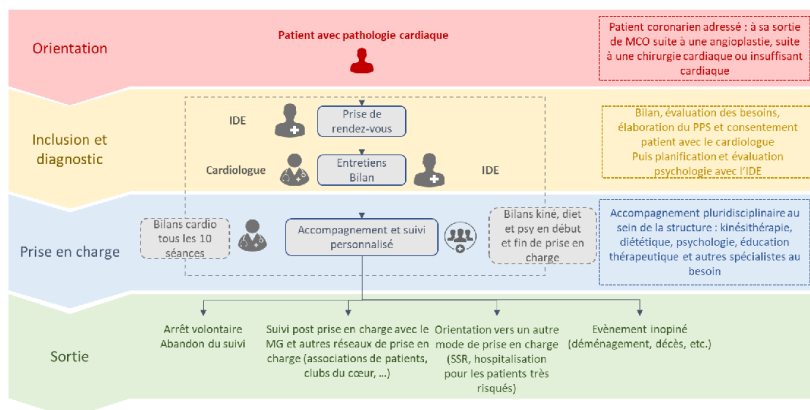 Orientation
Patient avec pathologie cardiaque
Patient coronarien adressé : à sa sortie
de MCO suite à une angioplastie, suite
à une chirurgie cardiaque ou insuffisant
cardiaque
Inclusion et
diagnostic
IDE
Prise de
rendez-vous
Cardiologue
Entretiens
Bilan
IDE
Bilan, évaluation des besoins,
élaboration du PPS et consentement
patient avec le cardiologue
Puis planification et évaluation
psychologie avec l'IDE
Prise en charge
Bilans cardio
tous les 10
séances
Accompagnement et suivi
personnalisé
Bilans kiné, diet
et psy en début
et fin de prise en
charge
Accompagnement pluridisciplinaire au
sein de la structure : kinésithérapie,
diététique, psychologie, éducation
thérapeutique et autres spécialistes au
besoin
Sortie
Arrêt volontaire
Abandon du suivi
Suivi post prise en charge avec le
MG et autres réseaux de prise en
charge (associations de patients,
clubs du cœur, ...)
Orientation vers un autre
mode de prise en charge
(SSR, hospitalisation
pour les patients très
risqués)
Evènement inopiné
(déménagement, décès, etc.)